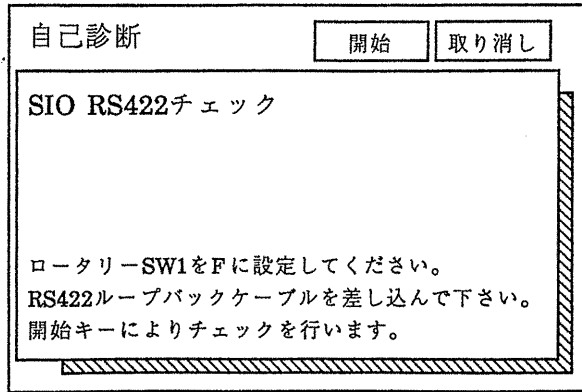 自己診断
開始
取り消し
SIO RS422チェック
ロータリーSW1をFに設定してください。
RS422ループバックケーブルを差し込んで下さい。
開始キーによりチェックを行います。